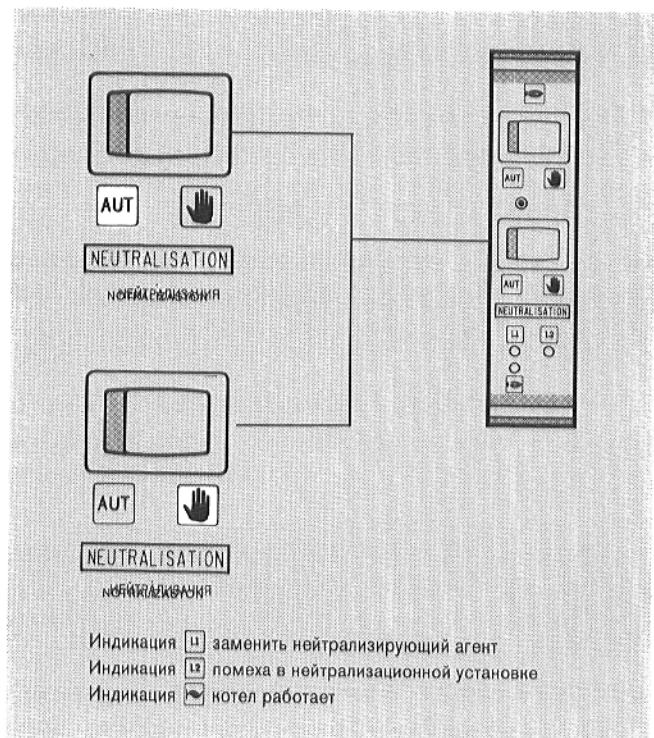 AUT
NEUTRALISATION
AUT
NEUTRALISATION
AUT
AUT
NEUTRALISATION
L1 L2
Индикация L1 заменить нейтрализирующий агент
Индикация L2 помеха в нейтрализационной установке
Индикация котел работает